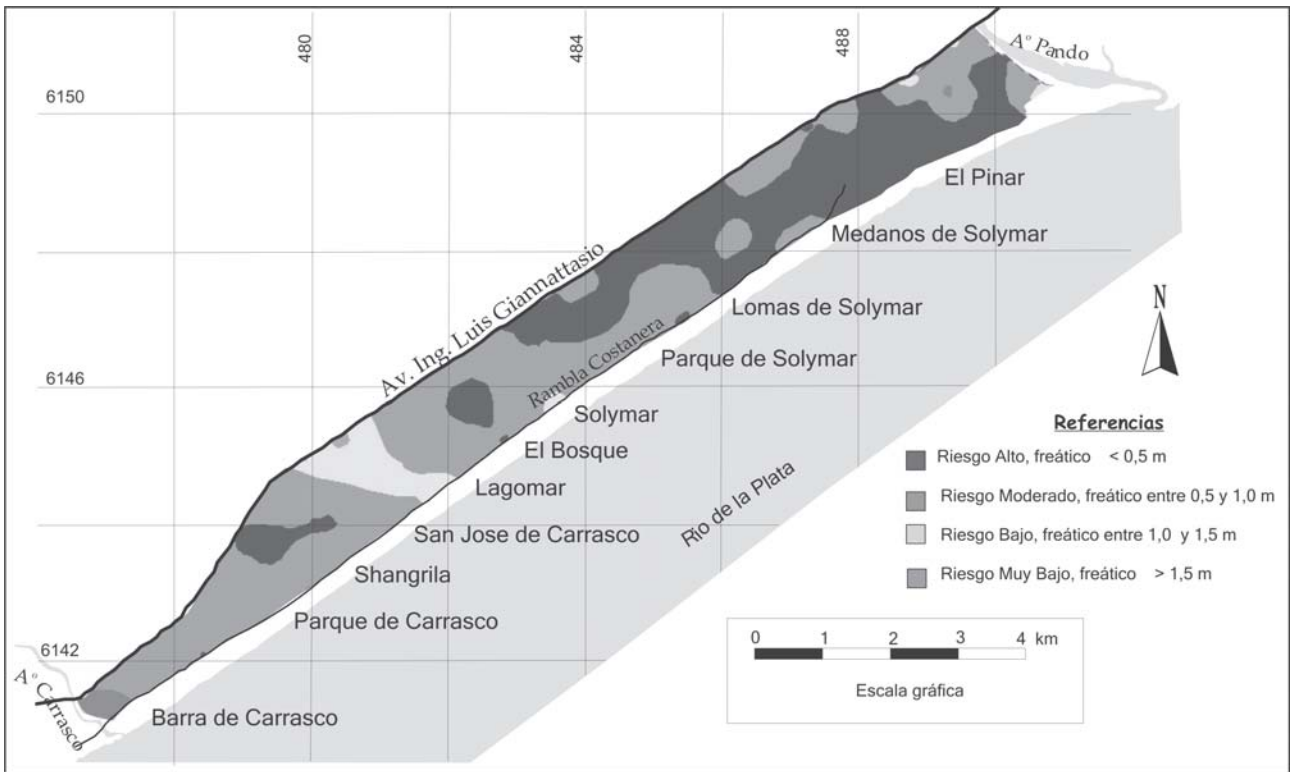 480
484
488
6150
6146
6142
Aº Pando
Av. Ing. Luis Giannattasio
Rambla Costanera
El Pinar
Medanos de Solymar
Lomas de Solymar
Parque de Solymar
Solymar
El Bosque
Lagomar
San Jose de Carrasco
Shangrila
Parque de Carrasco
Barra de Carrasco
Aº Carrasco
Rio de la Plata
N
Referencias
Riesgo Alto, freático < 0,5 m
Riesgo Moderado, freático entre 0,5 y 1,0 m
Riesgo Bajo, freático entre 1,0 y 1,5 m
Riesgo Muy Bajo, freático > 1,5 m
0 1 2 3 4 km
Escala gráfica